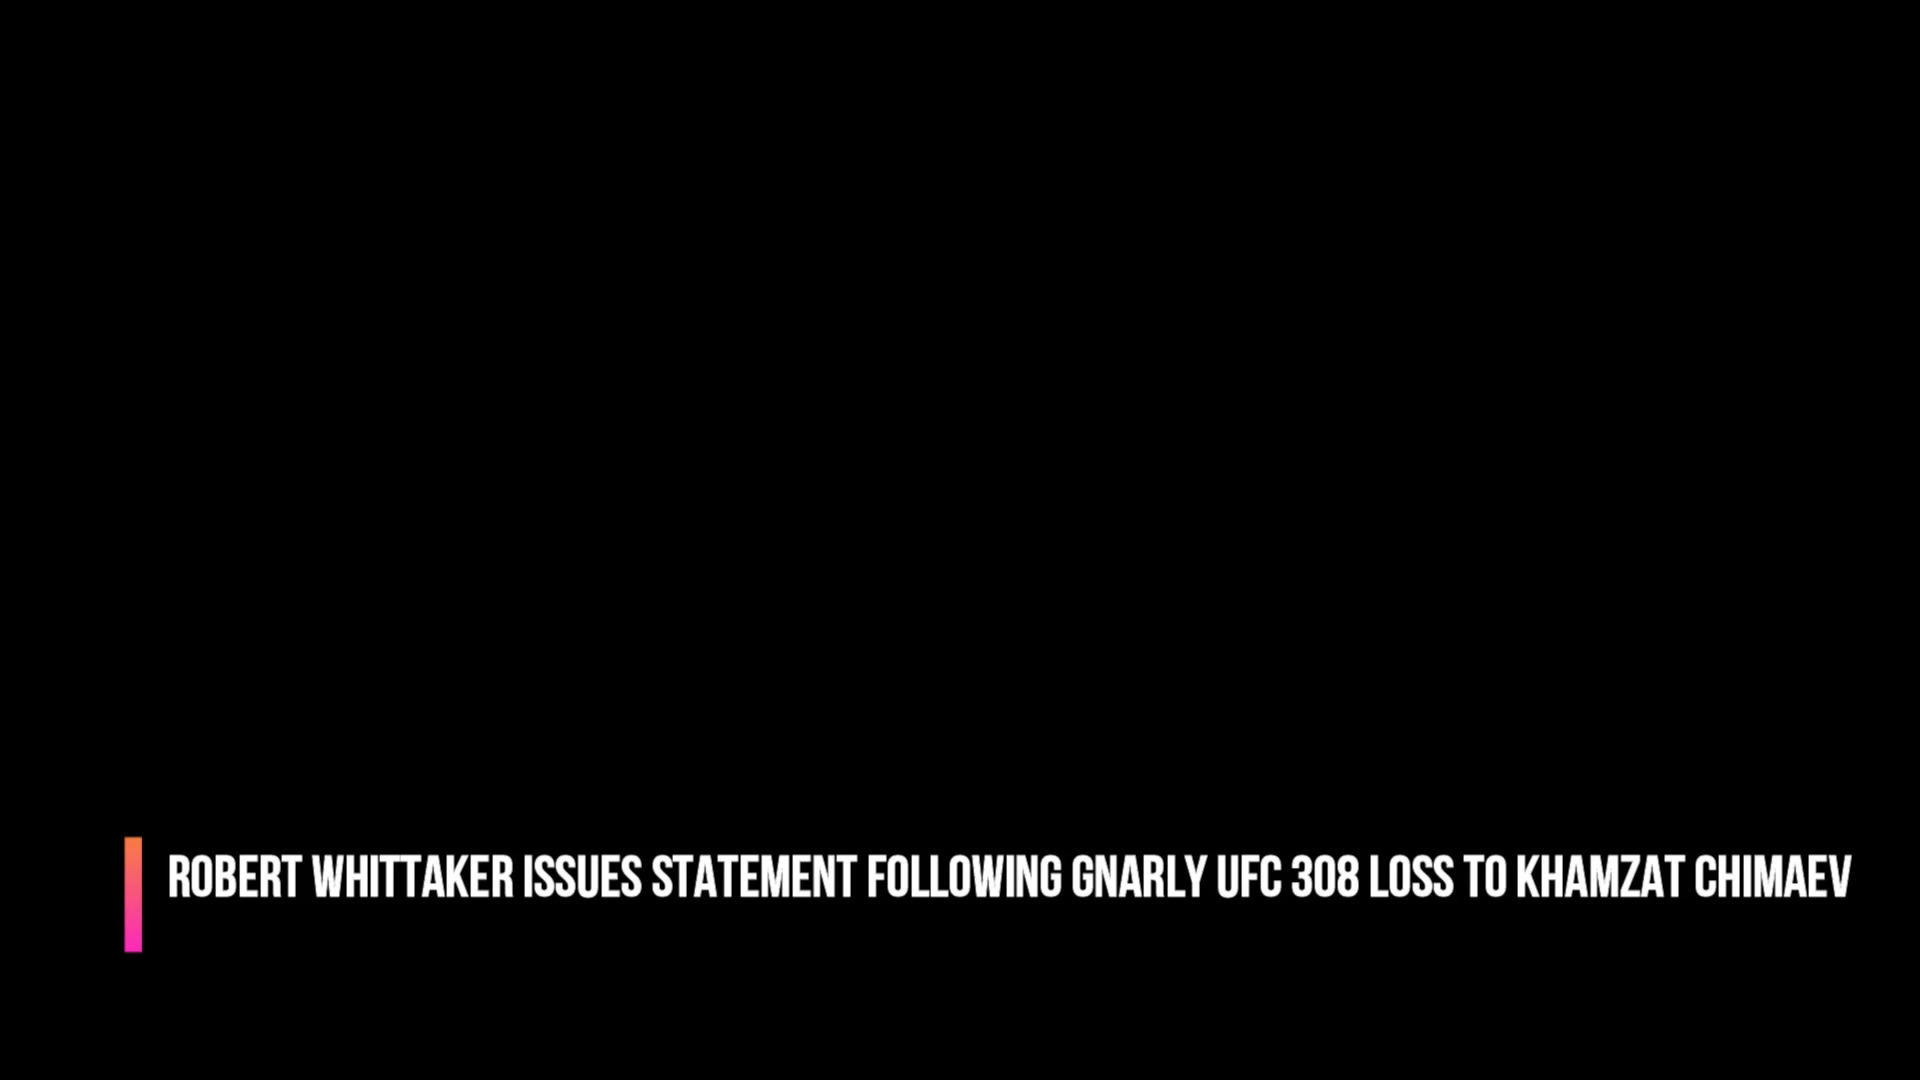 ROBERT WHITTAKER ISSUES STATEMENT FOLLOWING GNARLY UFC 308 LOSS TO KHAMZAT CHIMAEV